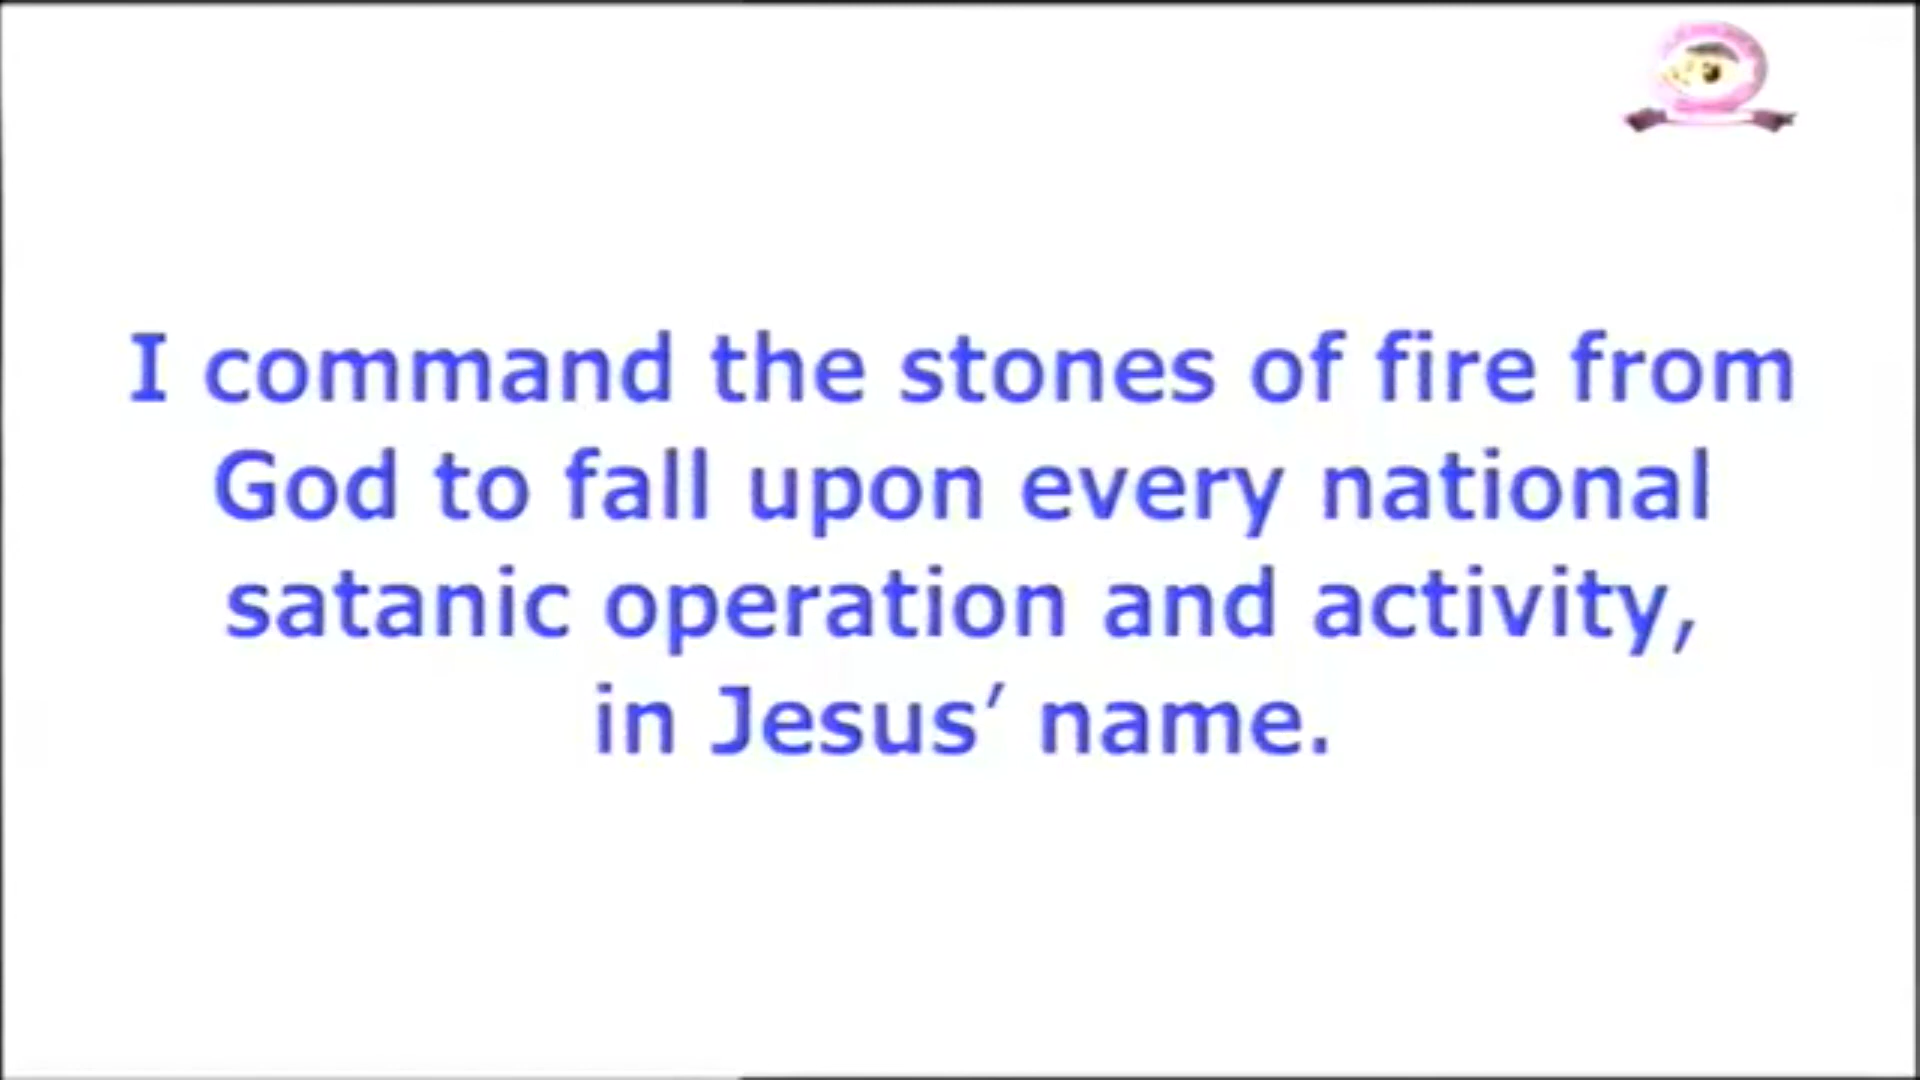 I command the stones of fire from
God to fall upon every national
satanic operation and activity,
in Jesus’ name.